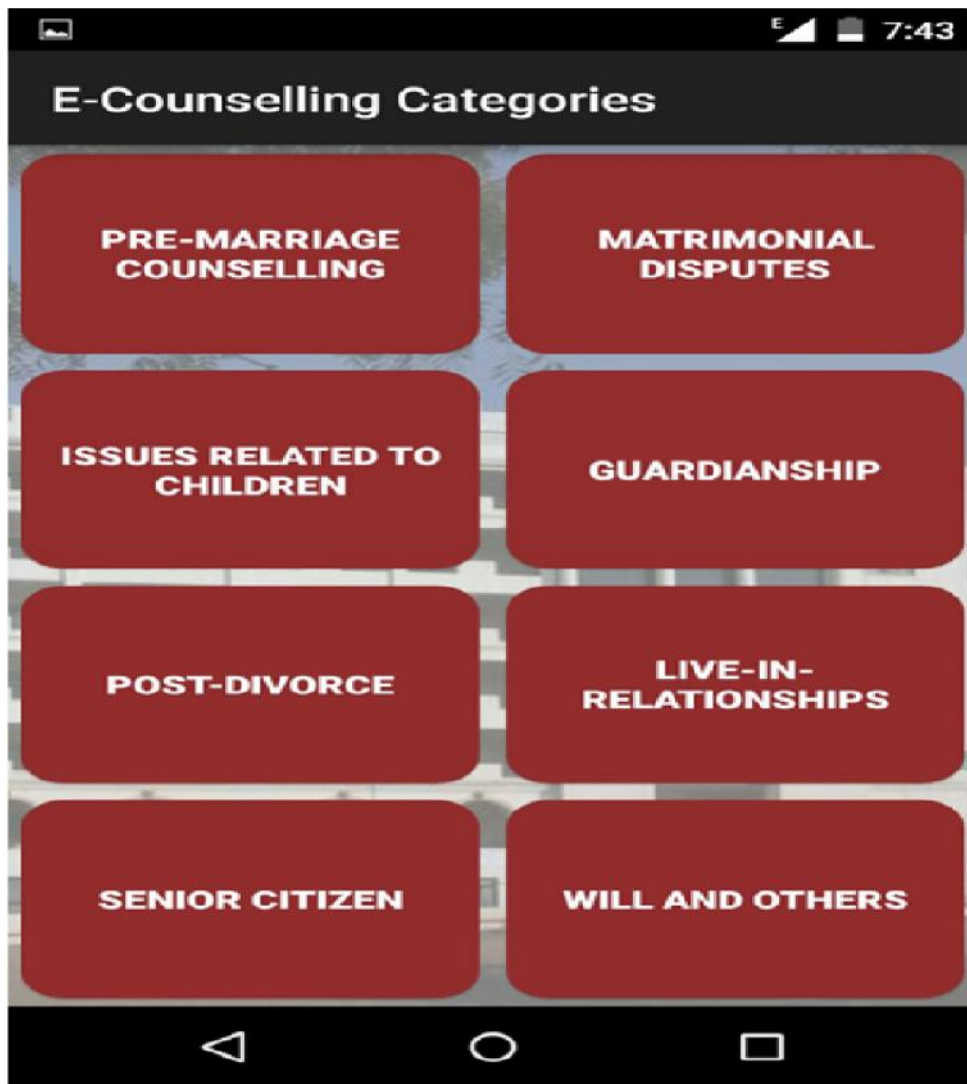 E 7:43
E-Counselling Categories
PRE-MARRIAGE
COUNSELLING
MATRIMONIAL
DISPUTES
ISSUES RELATED TO
CHILDREN
GUARDIANSHIP
POST-DIVORCE
LIVE-IN-
RELATIONSHIPS
SENIOR CITIZEN
WILL AND OTHERS